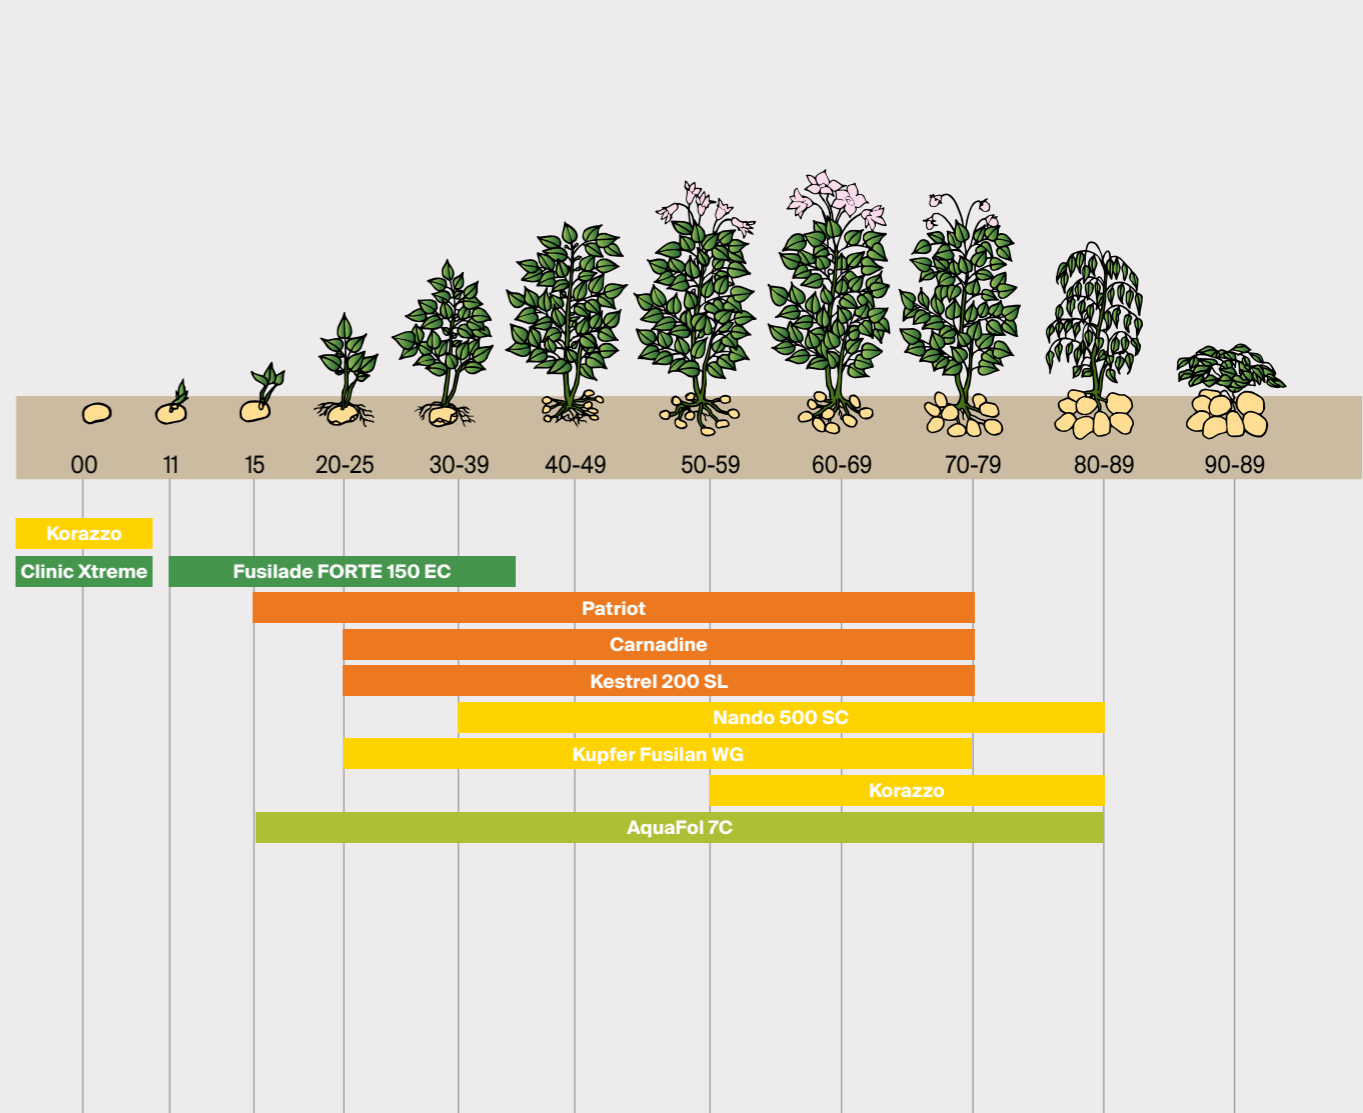 00 11 15 20-25 30-39 40-49 50-59 60-69 70-79 80-89 90-89
Korazzo
Clinic Xtreme Fusilade FORTE 150 EC
Patriot
Carnadine
Kestrel 200 SL
Nando 500 SC
Kupfer Fusilan WG
Korazzo
AquaFol 7C